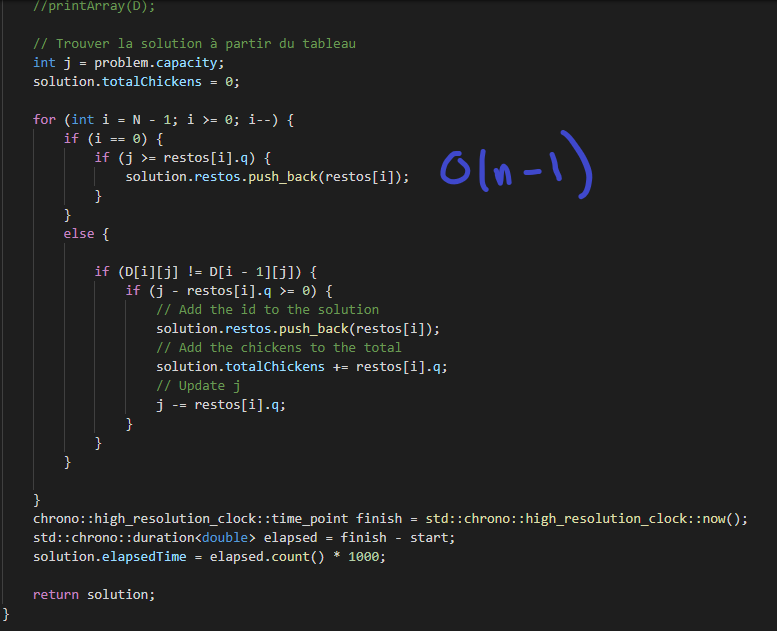 //printArray(D);
// Trouver la solution à partir du tableau
int j = problem.capacity;
solution.totalChickens = 0;
for (int i = N - 1; i >= 0; i--) {
if (i == 0) {
if (j >= restos[i].q) {
solution.restos.push_back(restos[i]);
}
}
else {
if (D[i][j] != D[i - 1][j]) {
if (j - restos[i].q >= 0) {
// Add the id to the solution
solution.restos.push_back(restos[i]);
// Add the chickens to the total
solution.totalChickens += restos[i].q;
// Update j
j -= restos[i].q;
}
}
}
}
chrono::high_resolution_clock::time_point finish = std::chrono::high_resolution_clock::now();
std::chrono::duration<double> elapsed = finish - start;
solution.elapsedTime = elapsed.count() * 1000;
return solution;
}
O(n-1)